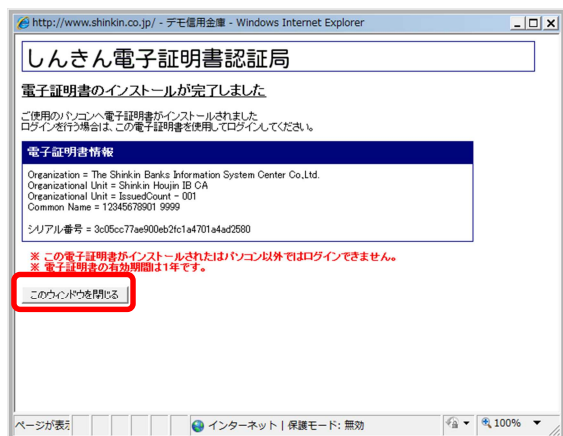 http://www.shinkin.co.jp/ - デモ信用金庫 - Windows Internet Explorer
しんきん電子証明書認証局
電子証明書のインストールが完了しました
ご使用のパソコンへ電子証明書がインストールされました
ログインを行う場合は、この電子証明書を使用してログインしてください。
電子証明書情報
Organization = The Shinkin Banks Information System Center Co.,Ltd.
Organizational Unit = Shinkin Houjin IB CA
Organizational Unit = IssuedCount - 001
Common Name = 12345678901 9999
シリアル番号 = 3c05cc77ae900eb2fc1a4701a4ad2580
※ この電子証明書がインストールされたはパソコン以外ではログインできません。
※ 電子証明書の有効期間は1年です。
このウィンドウを閉じる
ページが表示 インターネット | 保護モード: 無効 100%